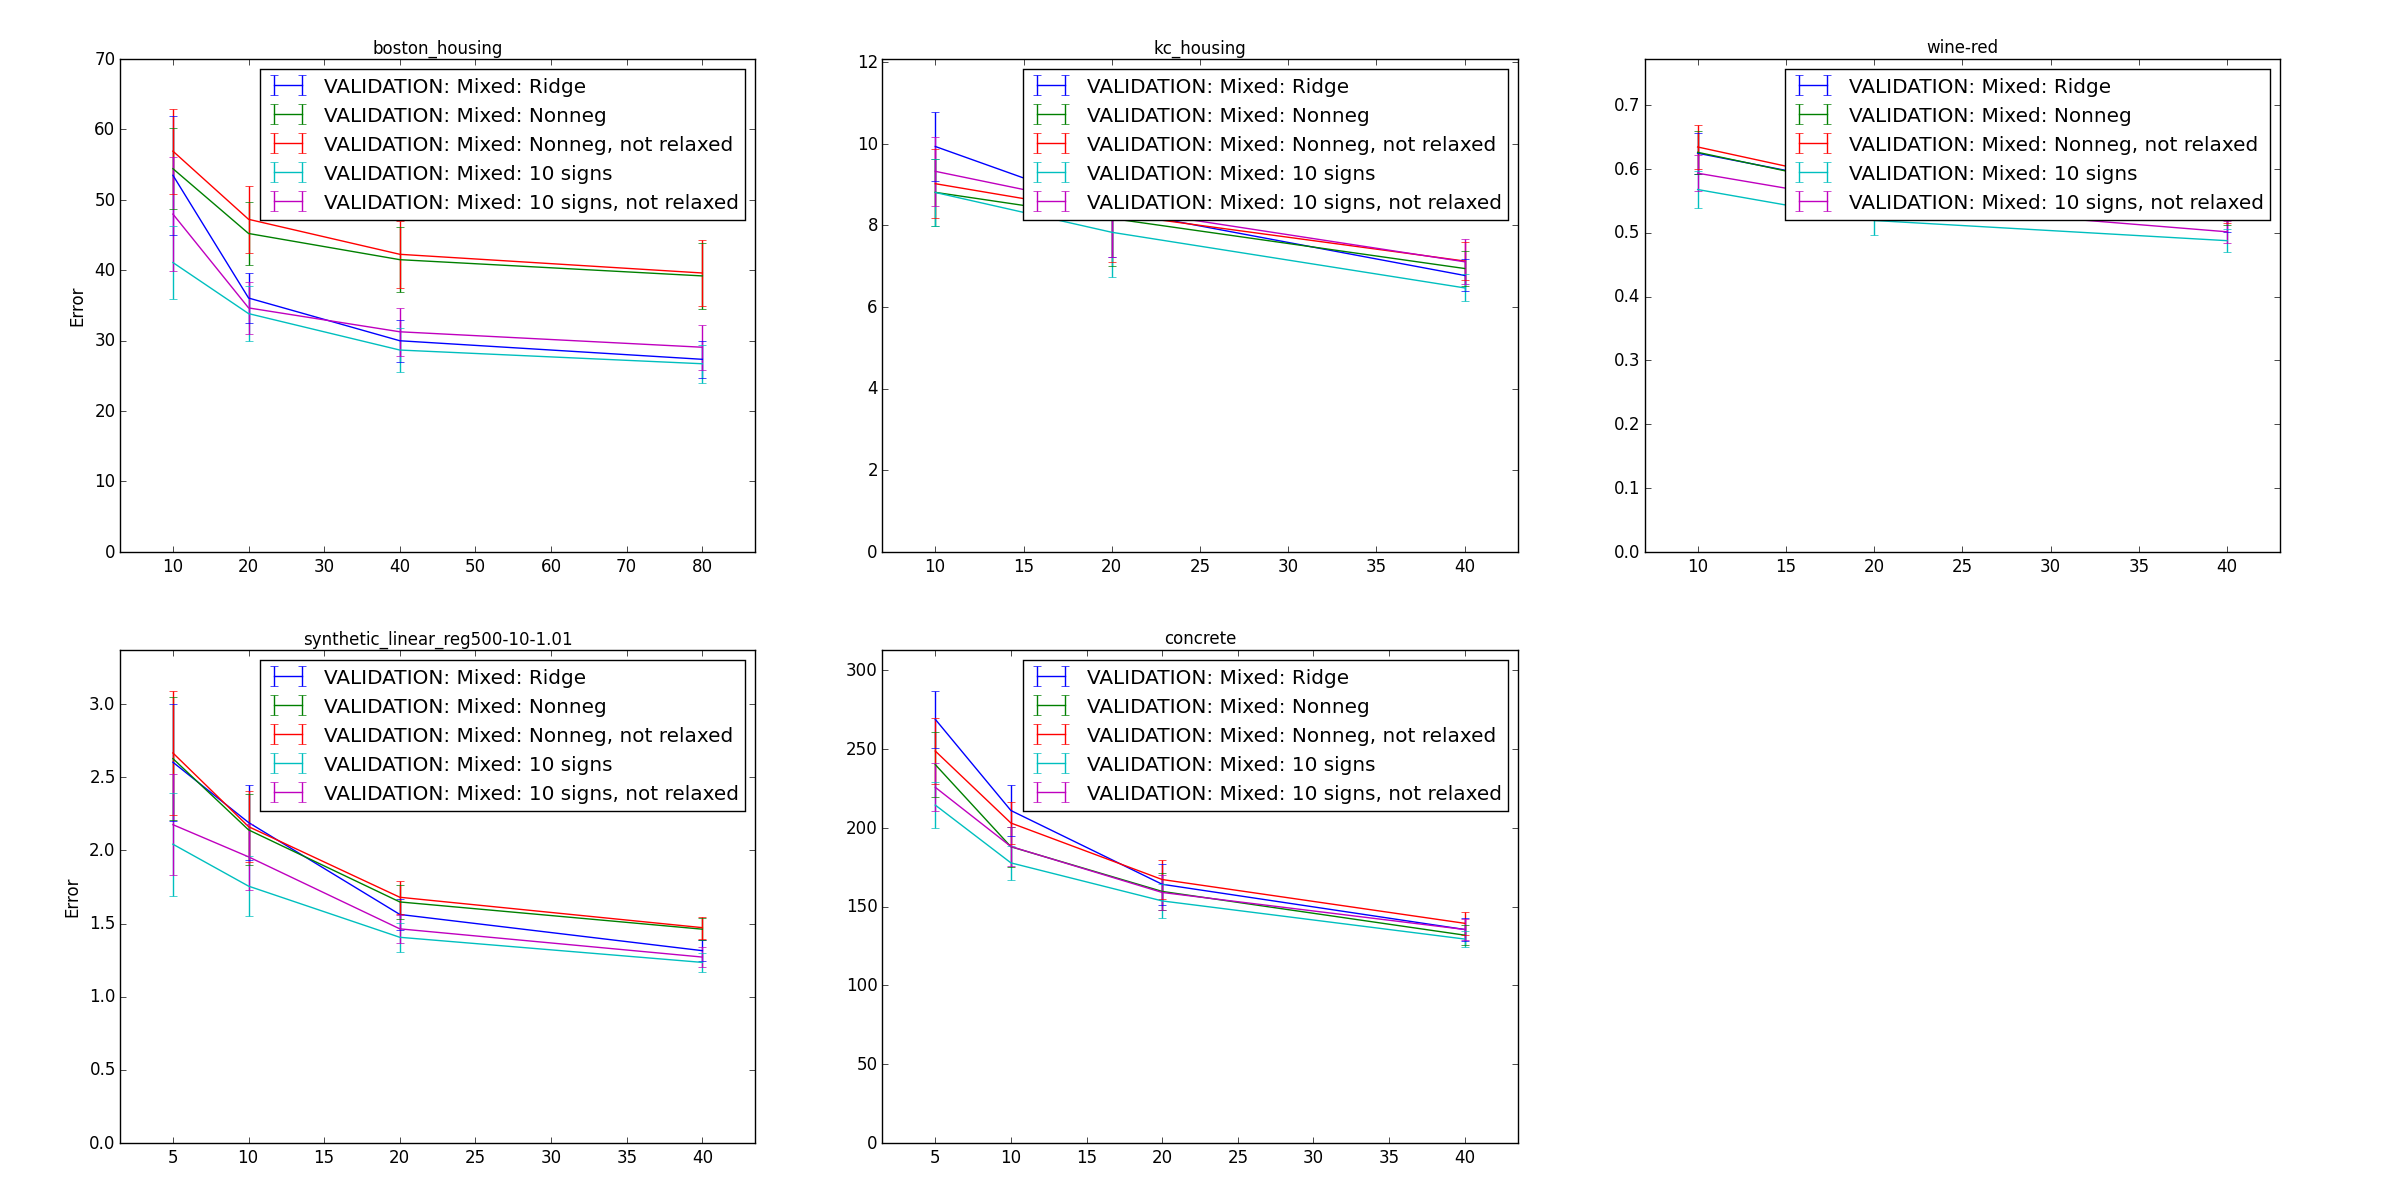 boston_housing
70
60
50
40
30
20
10
0
Error
10 20 30 40 50 60 70 80
VALIDATION: Mixed: Ridge
VALIDATION: Mixed: Nonneg
VALIDATION: Mixed: Nonneg, not relaxed
VALIDATION: Mixed: 10 signs
VALIDATION: Mixed: 10 signs, not relaxed
kc_housing
12
10
8
6
4
2
0
10 15 20 25 30 35 40
VALIDATION: Mixed: Ridge
VALIDATION: Mixed: Nonneg
VALIDATION: Mixed: Nonneg, not relaxed
VALIDATION: Mixed: 10 signs
VALIDATION: Mixed: 10 signs, not relaxed
wine-red
0.7
0.6
0.5
0.4
0.3
0.2
0.1
0.0
10 15 20 25 30 35 40
VALIDATION: Mixed: Ridge
VALIDATION: Mixed: Nonneg
VALIDATION: Mixed: Nonneg, not relaxed
VALIDATION: Mixed: 10 signs
VALIDATION: Mixed: 10 signs, not relaxed
synthetic_linear_reg500-10-1.01
3.0
2.5
2.0
1.5
1.0
0.5
0.0
Error
5 10 15 20 25 30 35 40
VALIDATION: Mixed: Ridge
VALIDATION: Mixed: Nonneg
VALIDATION: Mixed: Nonneg, not relaxed
VALIDATION: Mixed: 10 signs
VALIDATION: Mixed: 10 signs, not relaxed
concrete
300
250
200
150
100
50
0
5 10 15 20 25 30 35 40
VALIDATION: Mixed: Ridge
VALIDATION: Mixed: Nonneg
VALIDATION: Mixed: Nonneg, not relaxed
VALIDATION: Mixed: 10 signs
VALIDATION: Mixed: 10 signs, not relaxed